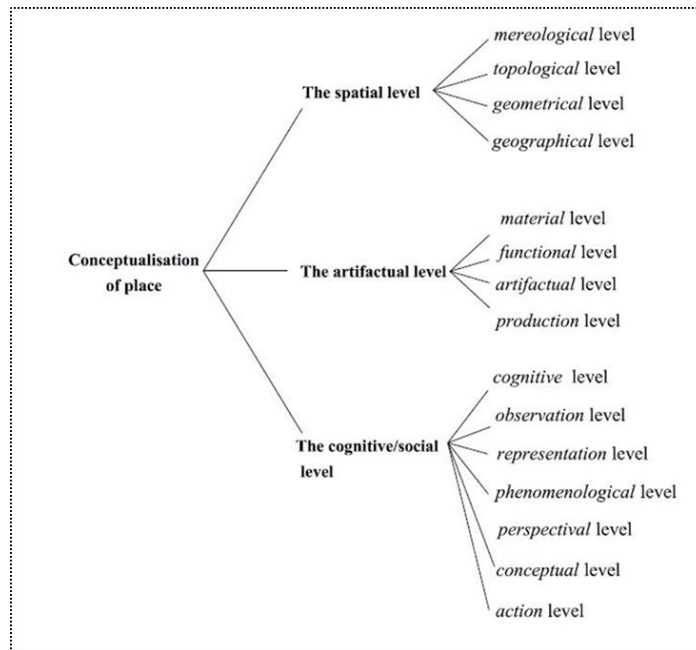 mereological level
topological level
The spatial level
geometrical level
geographical level
material level
Conceptualisation
of place
functional level
The artifactual level
artifactual level
production level
cognitive level
observation level
The cognitive/social
level
representation level
phenomenological level
perspectival level
conceptual level
action level